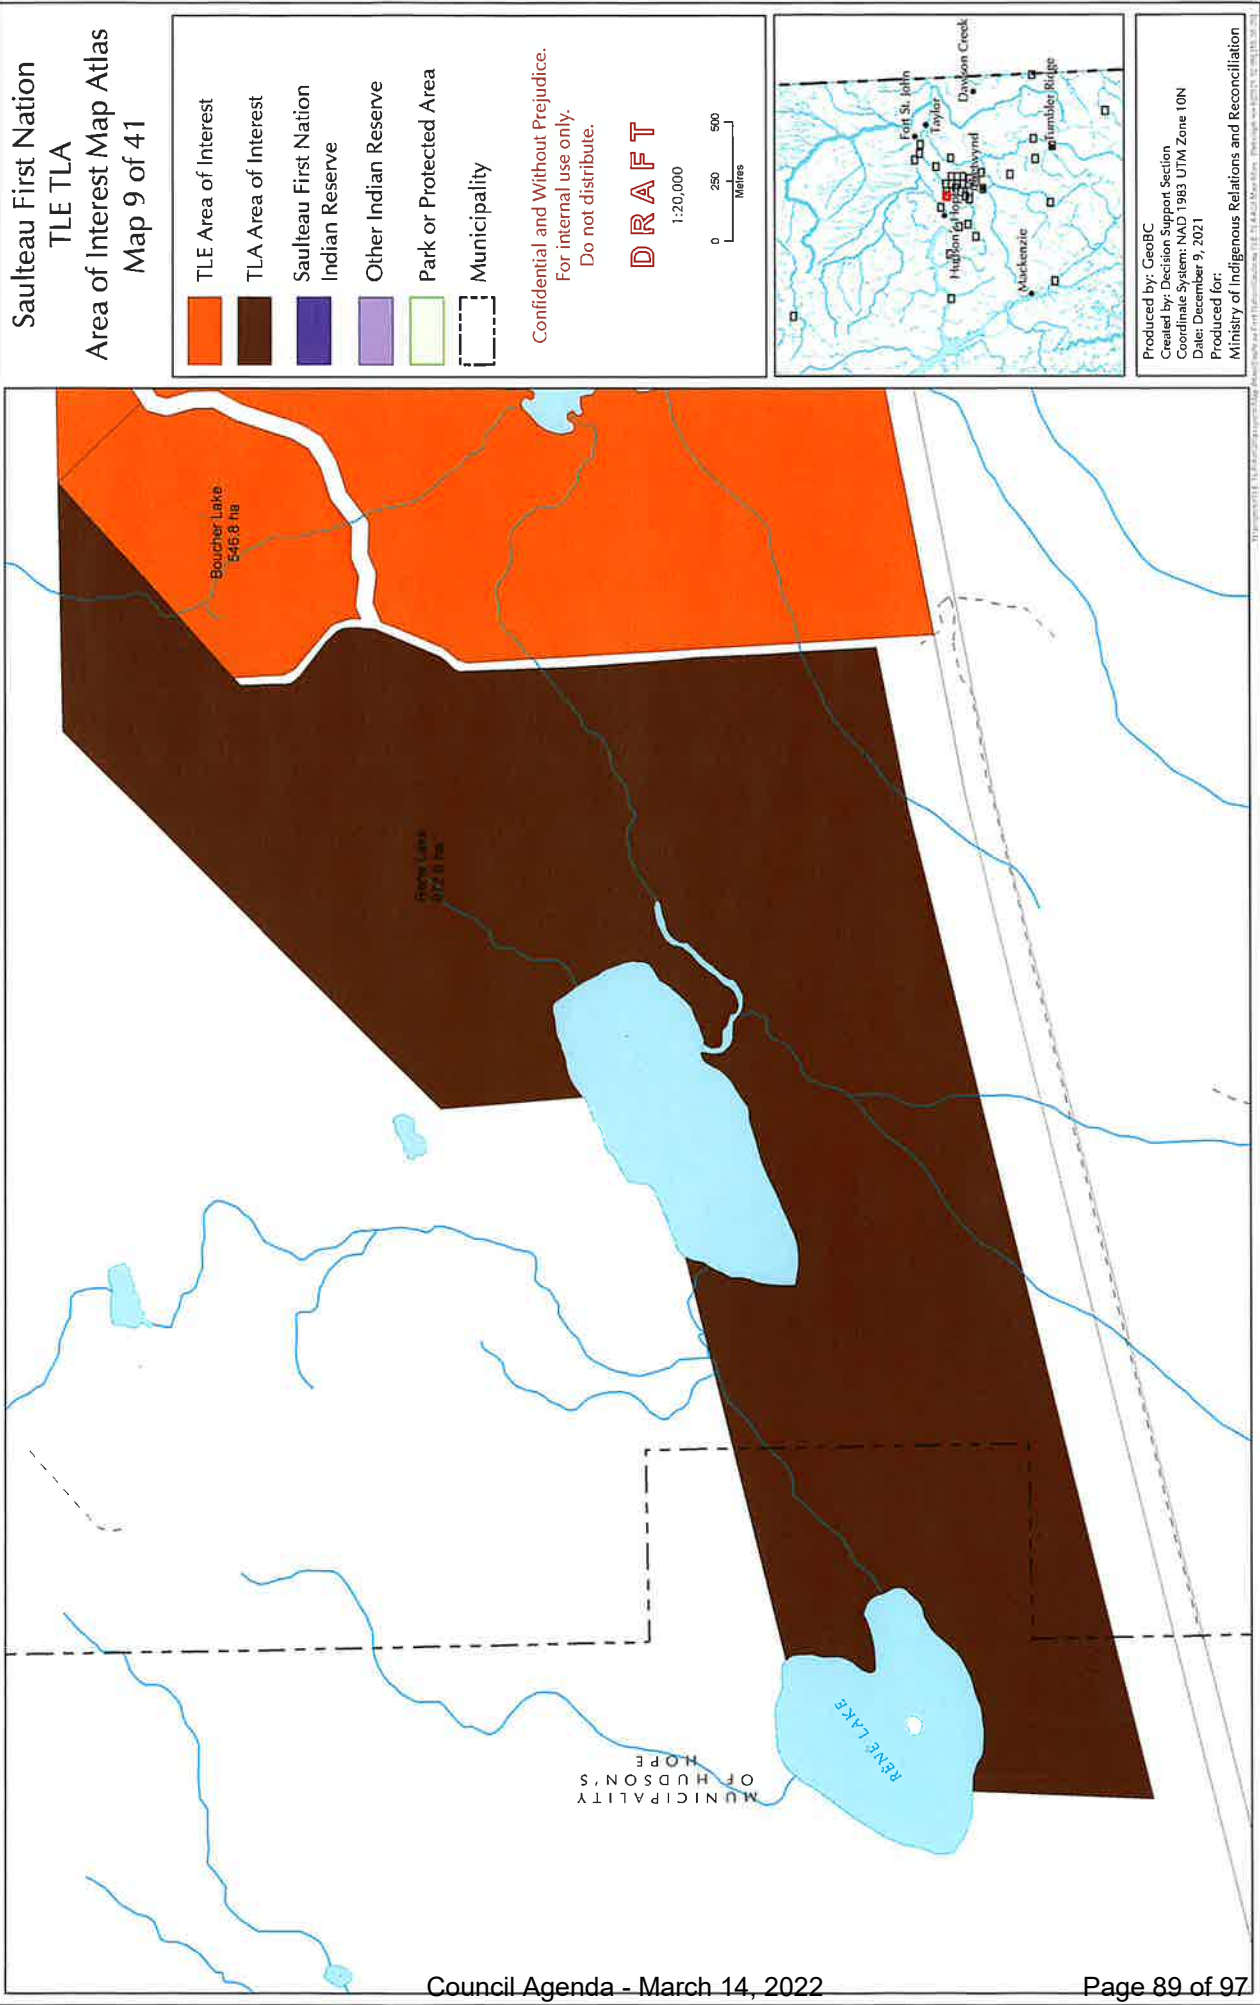 Saulteau First Nation
TLE TLA
Area of Interest Map Atlas
Map 9 of 41
TLE Area of Interest
TLA Area of Interest
Saulteau First Nation
Indian Reserve
Other Indian Reserve
Park or Protected Area
Municipality
Confidential and Without Prejudice.
For internal use only.
Do not distribute.
DRAFT
1:20,000
0 250 500
Metres
Fort St. John
Taylor
Dawson Creek
Hudson's Hope
Tumbler Ridge
Mackenzie
Produced by: GeoBC
Created by: Decision Support Section
Coordinate System: NAD 1983 UTM Zone 10N
Date: December 9, 2021
Produced for:
Ministry of Indigenous Relations and Reconciliation
Boucher Lake
545.8 ha
Lake
ha
RENÉ LAKE
MUNICIPALITY
OF HUDSON'S
HOPE
Council Agenda - March 14, 2022
Page 89 of 97